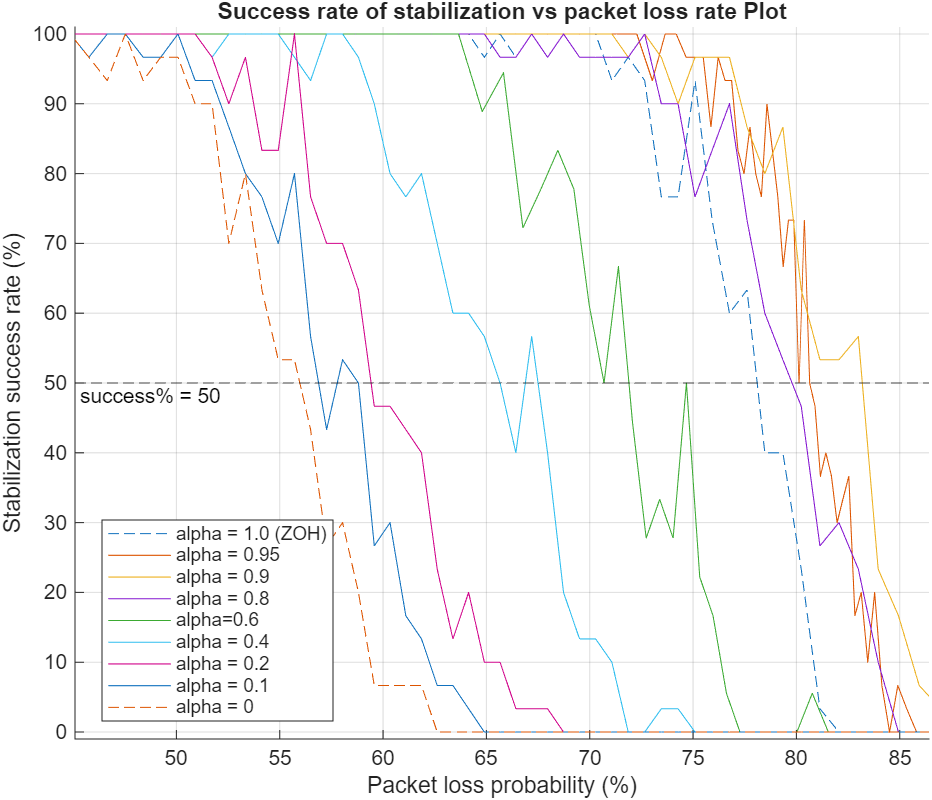 Success rate of stabilization vs packet loss rate Plot
100
90
80
70
60
50
40
30
20
10
0
Stabilization success rate (%)
success% = 50
alpha = 1.0 (ZOH)
alpha = 0.95
alpha = 0.9
alpha = 0.8
alpha=0.6
alpha = 0.4
alpha = 0.2
alpha = 0.1
alpha = 0
50 55 60 65 70 75 80 85
Packet loss probability (%)